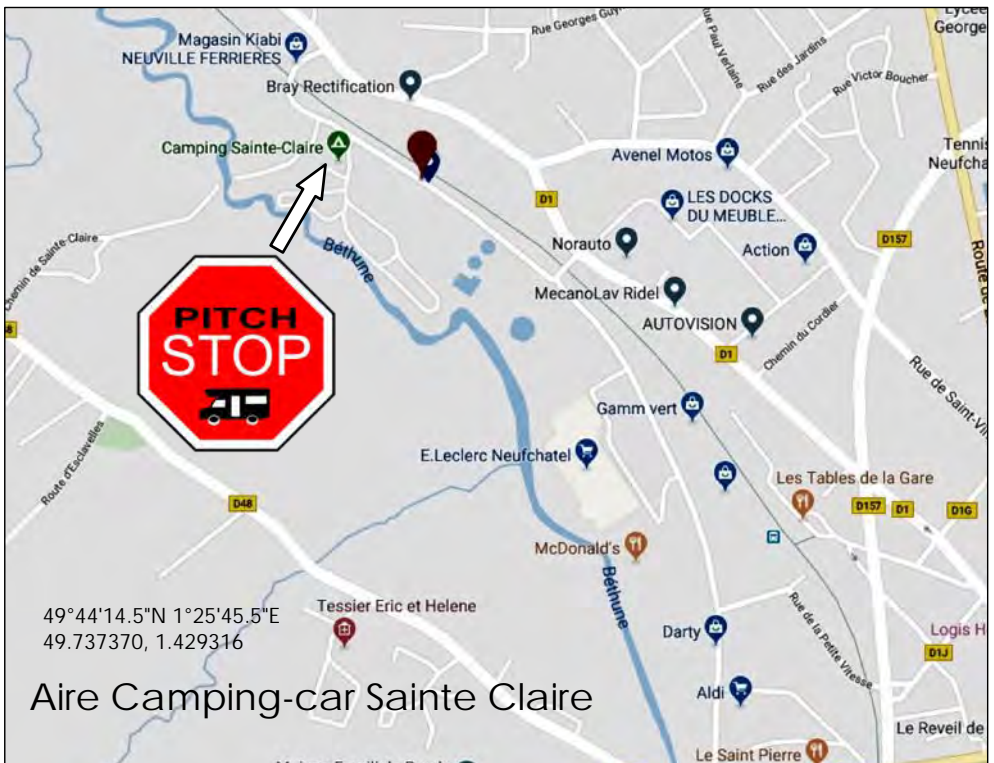 Lycée
George
Rue Georges Guy
Rue Paul Verlaine
Rue des Jardins
Rue Victor Boucher
Magasin Kiabi
NEUVILLE FERRIERES
Bray Rectification
Camping Sainte-Claire
Avenel Motos
Tennis
Neufcha
D1
LES DOCKS
DU MEUBLE...
Norauto
Action
D157
Route de
Chemin de Sainte-Claire
Béthune
MecanoLav Ridel
AUTOVISION
Chemin du Cordier
D1
PITCH
STOP
Rue de Saint-Vin
Gamm vert
Route d'Esclavelles
E.Leclerc Neufchatel
Les Tables de la Gare
D48
D157
D1
D1G
McDonald's
Béthune
49°44'14.5"N 1°25'45.5"E
49.737370, 1.429316
Tessier Eric et Helene
Darty
Rue de la Petite Vitesse
Logis H
D1J
Aire Camping-car Sainte Claire
Aldi
Le Reveil de
Le Saint Pierre